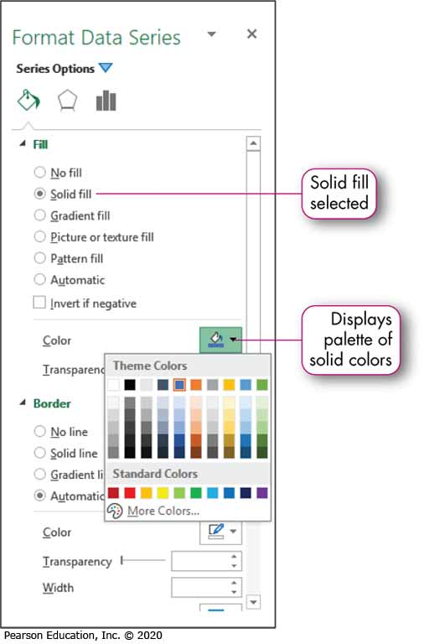 Format Data Series
Series Options
Fill
No fill
Solid fill
Gradient fill
Picture or texture fill
Pattern fill
Automatic
Invert if negative
Color
Transparenc
Theme Colors
Border
No line
Solid line
Gradient li
Automatic
Standard Colors
More Colors...
Color
Transparency
Width
Solid fill
selected
Displays
palette of
solid colors
Pearson Education, Inc. © 2020